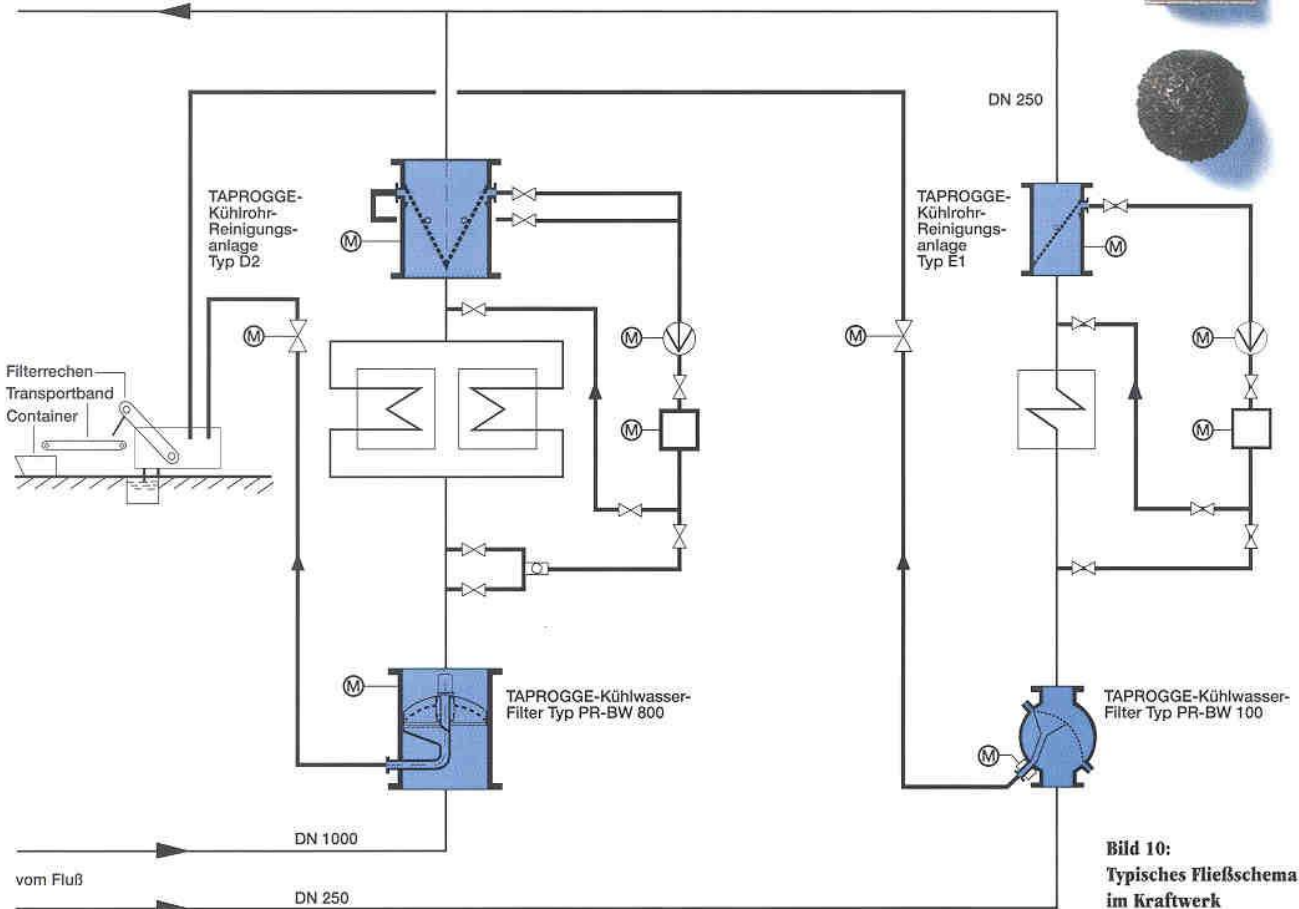 DN 250
TAPROGGE-
Kühlrohr-
Reinigungs-
anlage
Typ D2
M
TAPROGGE-
Kühlrohr-
Reinigungs-
anlage
Typ E1
M
M
M
M
M
Filterrechen
Transportband
Container
M
M
M
TAPROGGE-Kühlwasser-
Filter Typ PR-BW 800
TAPROGGE-Kühlwasser-
Filter Typ PR-BW 100
M
DN 1000
vom Fluß
DN 250
Bild 10:
Typisches Fließschema
im Kraftwerk